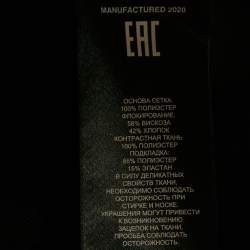 MANUFACTURED 2020
EAC
ОСНОВА СЕТКА:
100% ПОЛИЭСТЕР
ФЛОКИРОВАНИЕ:
58% ВИСКОЗА
42% ХЛОПОК
КОНТРАСТНАЯ ТКАНЬ:
100% ПОЛИЭСТЕР
ПОДКЛАДКА:
85% ПОЛИЭСТЕР
15% ЭЛАСТАН
В СИЛУ ДЕЛИКАТНЫХ
СВОЙСТВ ТКАНИ,
НЕОБХОДИМО СОБЛЮДАТЬ
ОСТОРОЖНОСТЬ ПРИ
СТИРКЕ И НОСКЕ.
УКРАШЕНИЯ МОГУТ ПРИВЕСТИ
К ВОЗНИКНОВЕНИЮ
ЗАЦЕПОК НА ТКАНИ.
ПРОСЬБА СОБЛЮДАТЬ
ОСТОРОЖНОСТЬ.